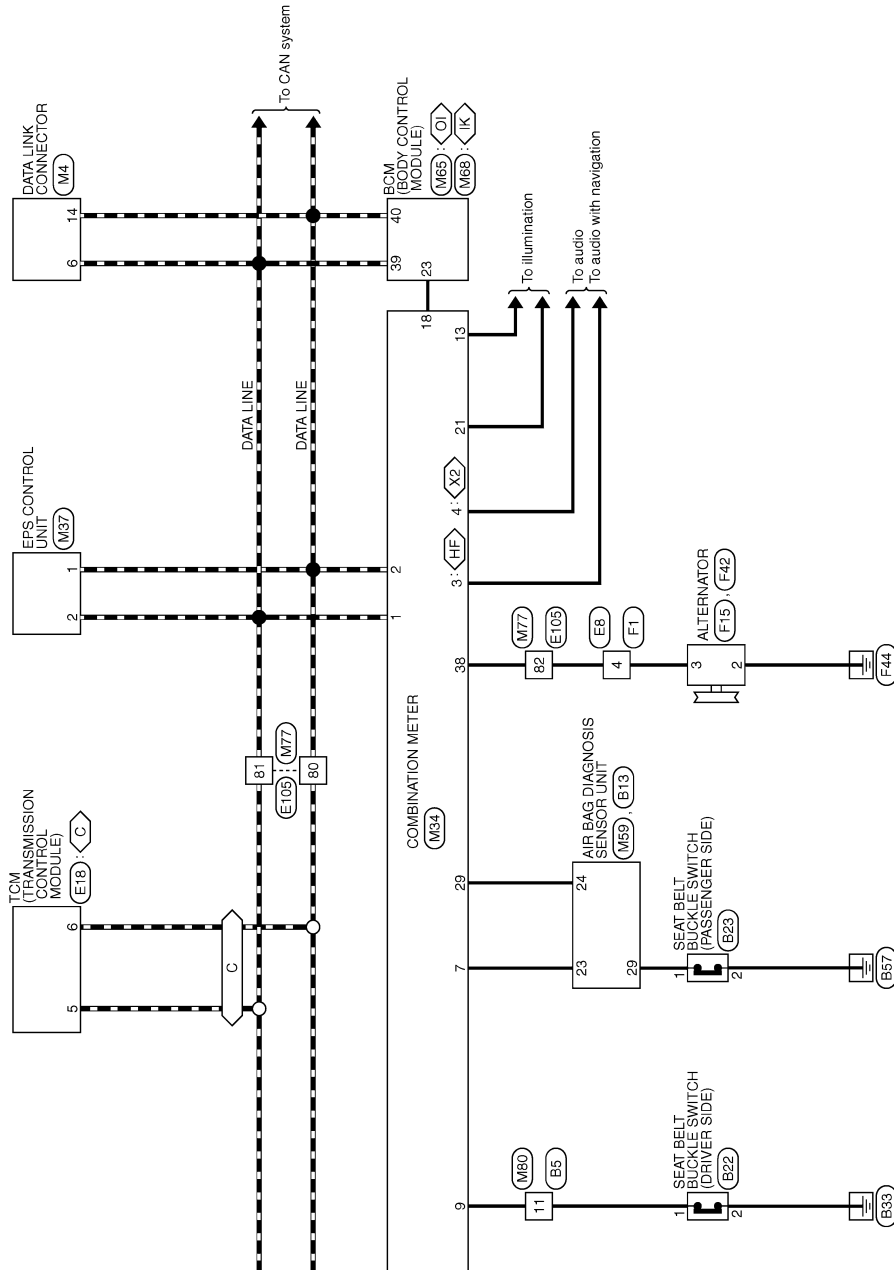 DATA LINK
CONNECTOR
M4
6
14
To CAN system
EPS CONTROL
UNIT
M37
2
1
TCM
(TRANSMISSION
CONTROL
MODULE)
E18 : C
5
6
C
81
80
E105
M77
DATA LINE
DATA LINE
BCM
(BODY CONTROL
MODULE)
M65 : OI
M68 : IK
39
40
23
18
COMBINATION METER
M34
1
2
9
7
29
38
3 : HF
4 : X2
21
13
To illumination
To audio
To audio with navigation
M77
82
E105
E8
4
F1
ALTERNATOR
F15 , F42
3
2
F44
AIR BAG DIAGNOSIS
SENSOR UNIT
M59 , B13
23
24
29
SEAT BELT
BUCKLE SWITCH
(PASSENGER SIDE)
B23
1
2
B57
M80
11
B5
SEAT BELT
BUCKLE SWITCH
(DRIVER SIDE)
B22
1
2
B33